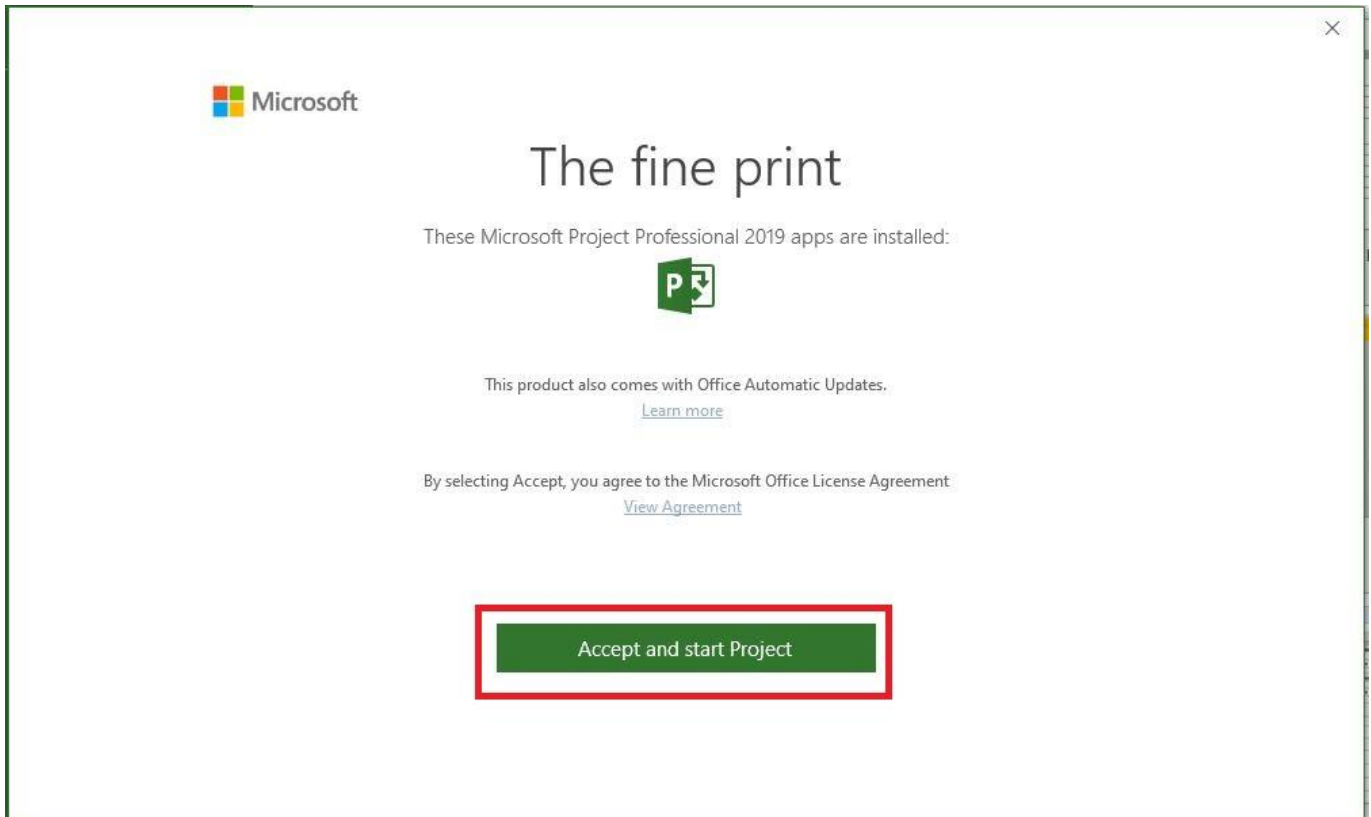 Microsoft
The fine print
These Microsoft Project Professional 2019 apps are installed:
P
This product also comes with Office Automatic Updates.
Learn more
By selecting Accept, you agree to the Microsoft Office License Agreement
View Agreement
Accept and start Project